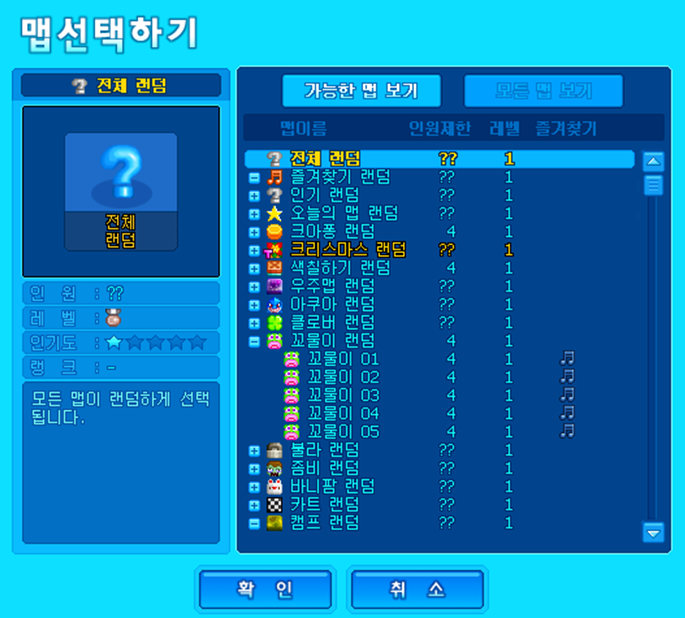 맵선택하기
전체 랜덤
전체
랜덤
인 원 : ??
레 벨 :
인기도 :
랭 크 : -
모든 맵이 랜덤하게 선택
됩니다.
가능한 맵 보기 모든 맵 보기
맵이름 인원제한 레벨 즐겨찾기
전체 랜덤 ?? 1
즐겨찾기 랜덤 ?? 1
인기 랜덤 ?? 1
오늘의 맵 랜덤 ?? 1
크아퐁 랜덤 4 1
크리스마스 랜덤 ?? 1
색칠하기 랜덤 4 1
우주맵 랜덤 ?? 1
아쿠아 랜덤 ?? 1
클로버 랜덤 ?? 1
꼬물이 랜덤 4 1
꼬물이 01 4 1
꼬물이 02 4 1
꼬물이 03 4 1
꼬물이 04 4 1
꼬물이 05 4 1
불라 랜덤 ?? 1
좀비 랜덤 ?? 1
바니팜 랜덤 ?? 1
카트 랜덤 ?? 1
캠프 랜덤 ?? 1
확 인 취 소